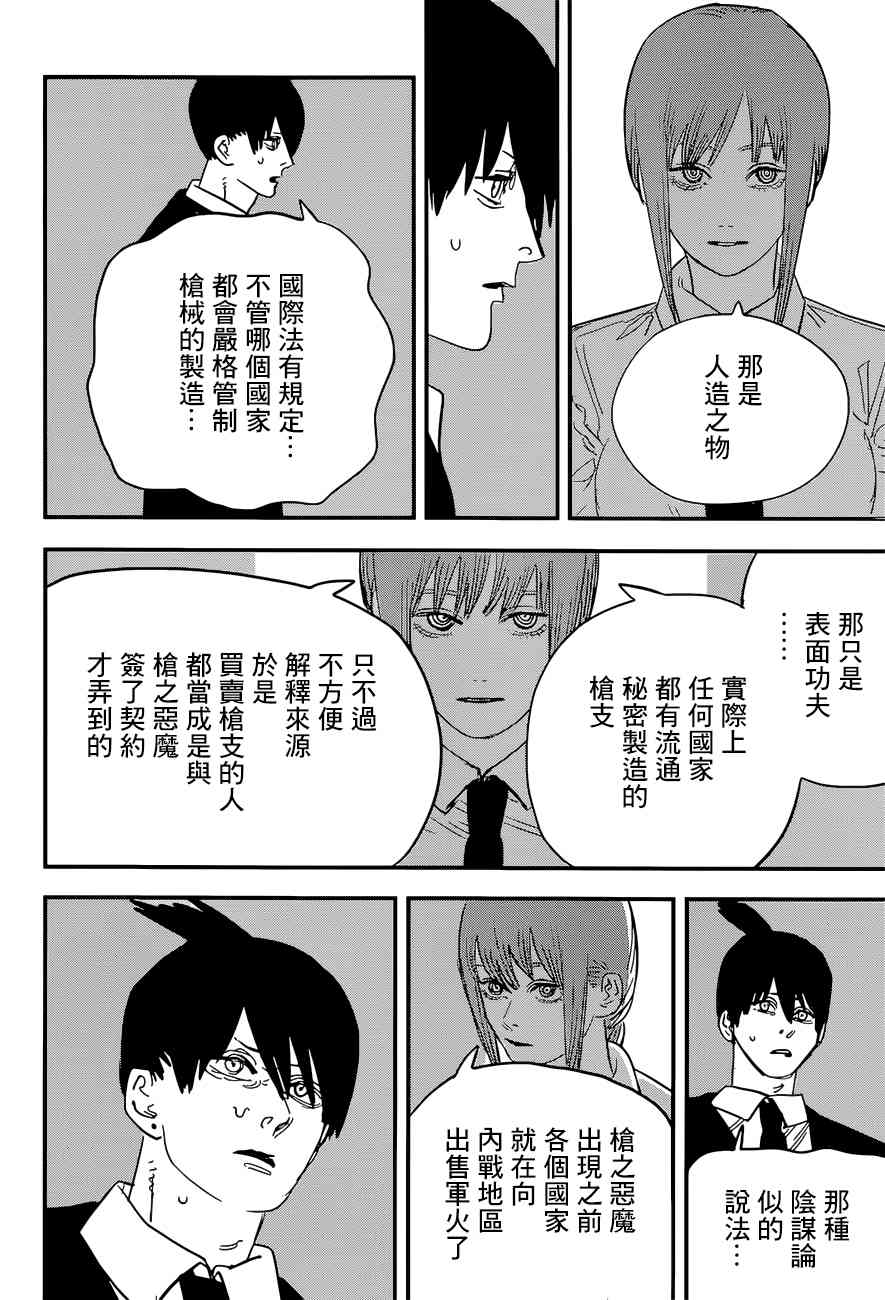 那是
人造之物
國際法有規定…
不管哪個國家
都會嚴格管制
槍械的製造…
那只是
表面功夫
……
實際上
任何國家
都有流通
秘密製造的
槍支
只不過
不方便
解釋來源
於是
買賣槍支的人
都當成是與
槍之惡魔
簽了契約
才弄到的
那種
陰謀論
似的
說法…
槍之惡魔
出現之前
各個國家
就在向
內戰地區
出售軍火了